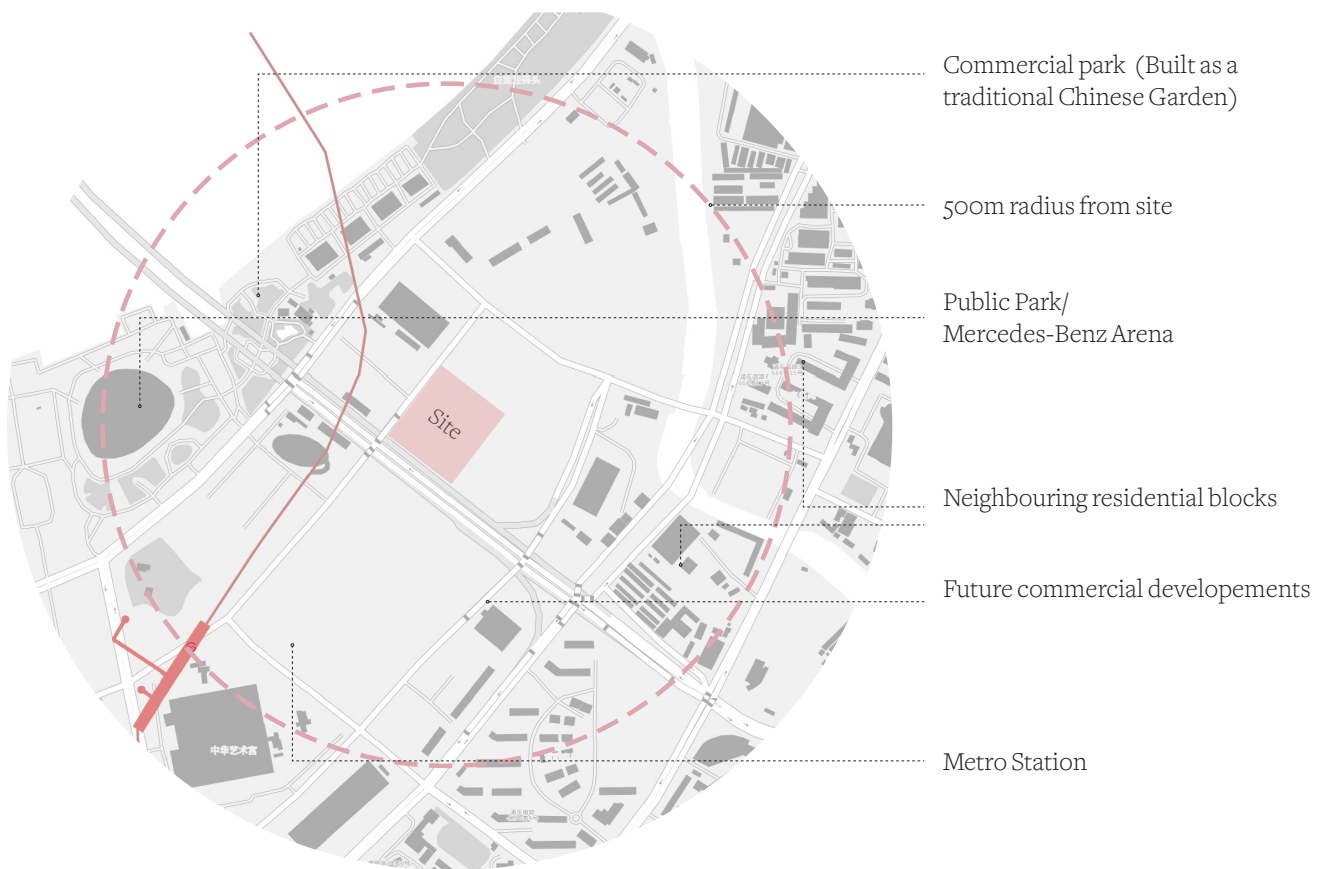 Commercial park (Built as a
traditional Chinese Garden)
500m radius from site
Public Park/
Mercedes-Benz Arena
Site
Neighbouring residential blocks
Future commercial developements
中华艺术宫
Metro Station